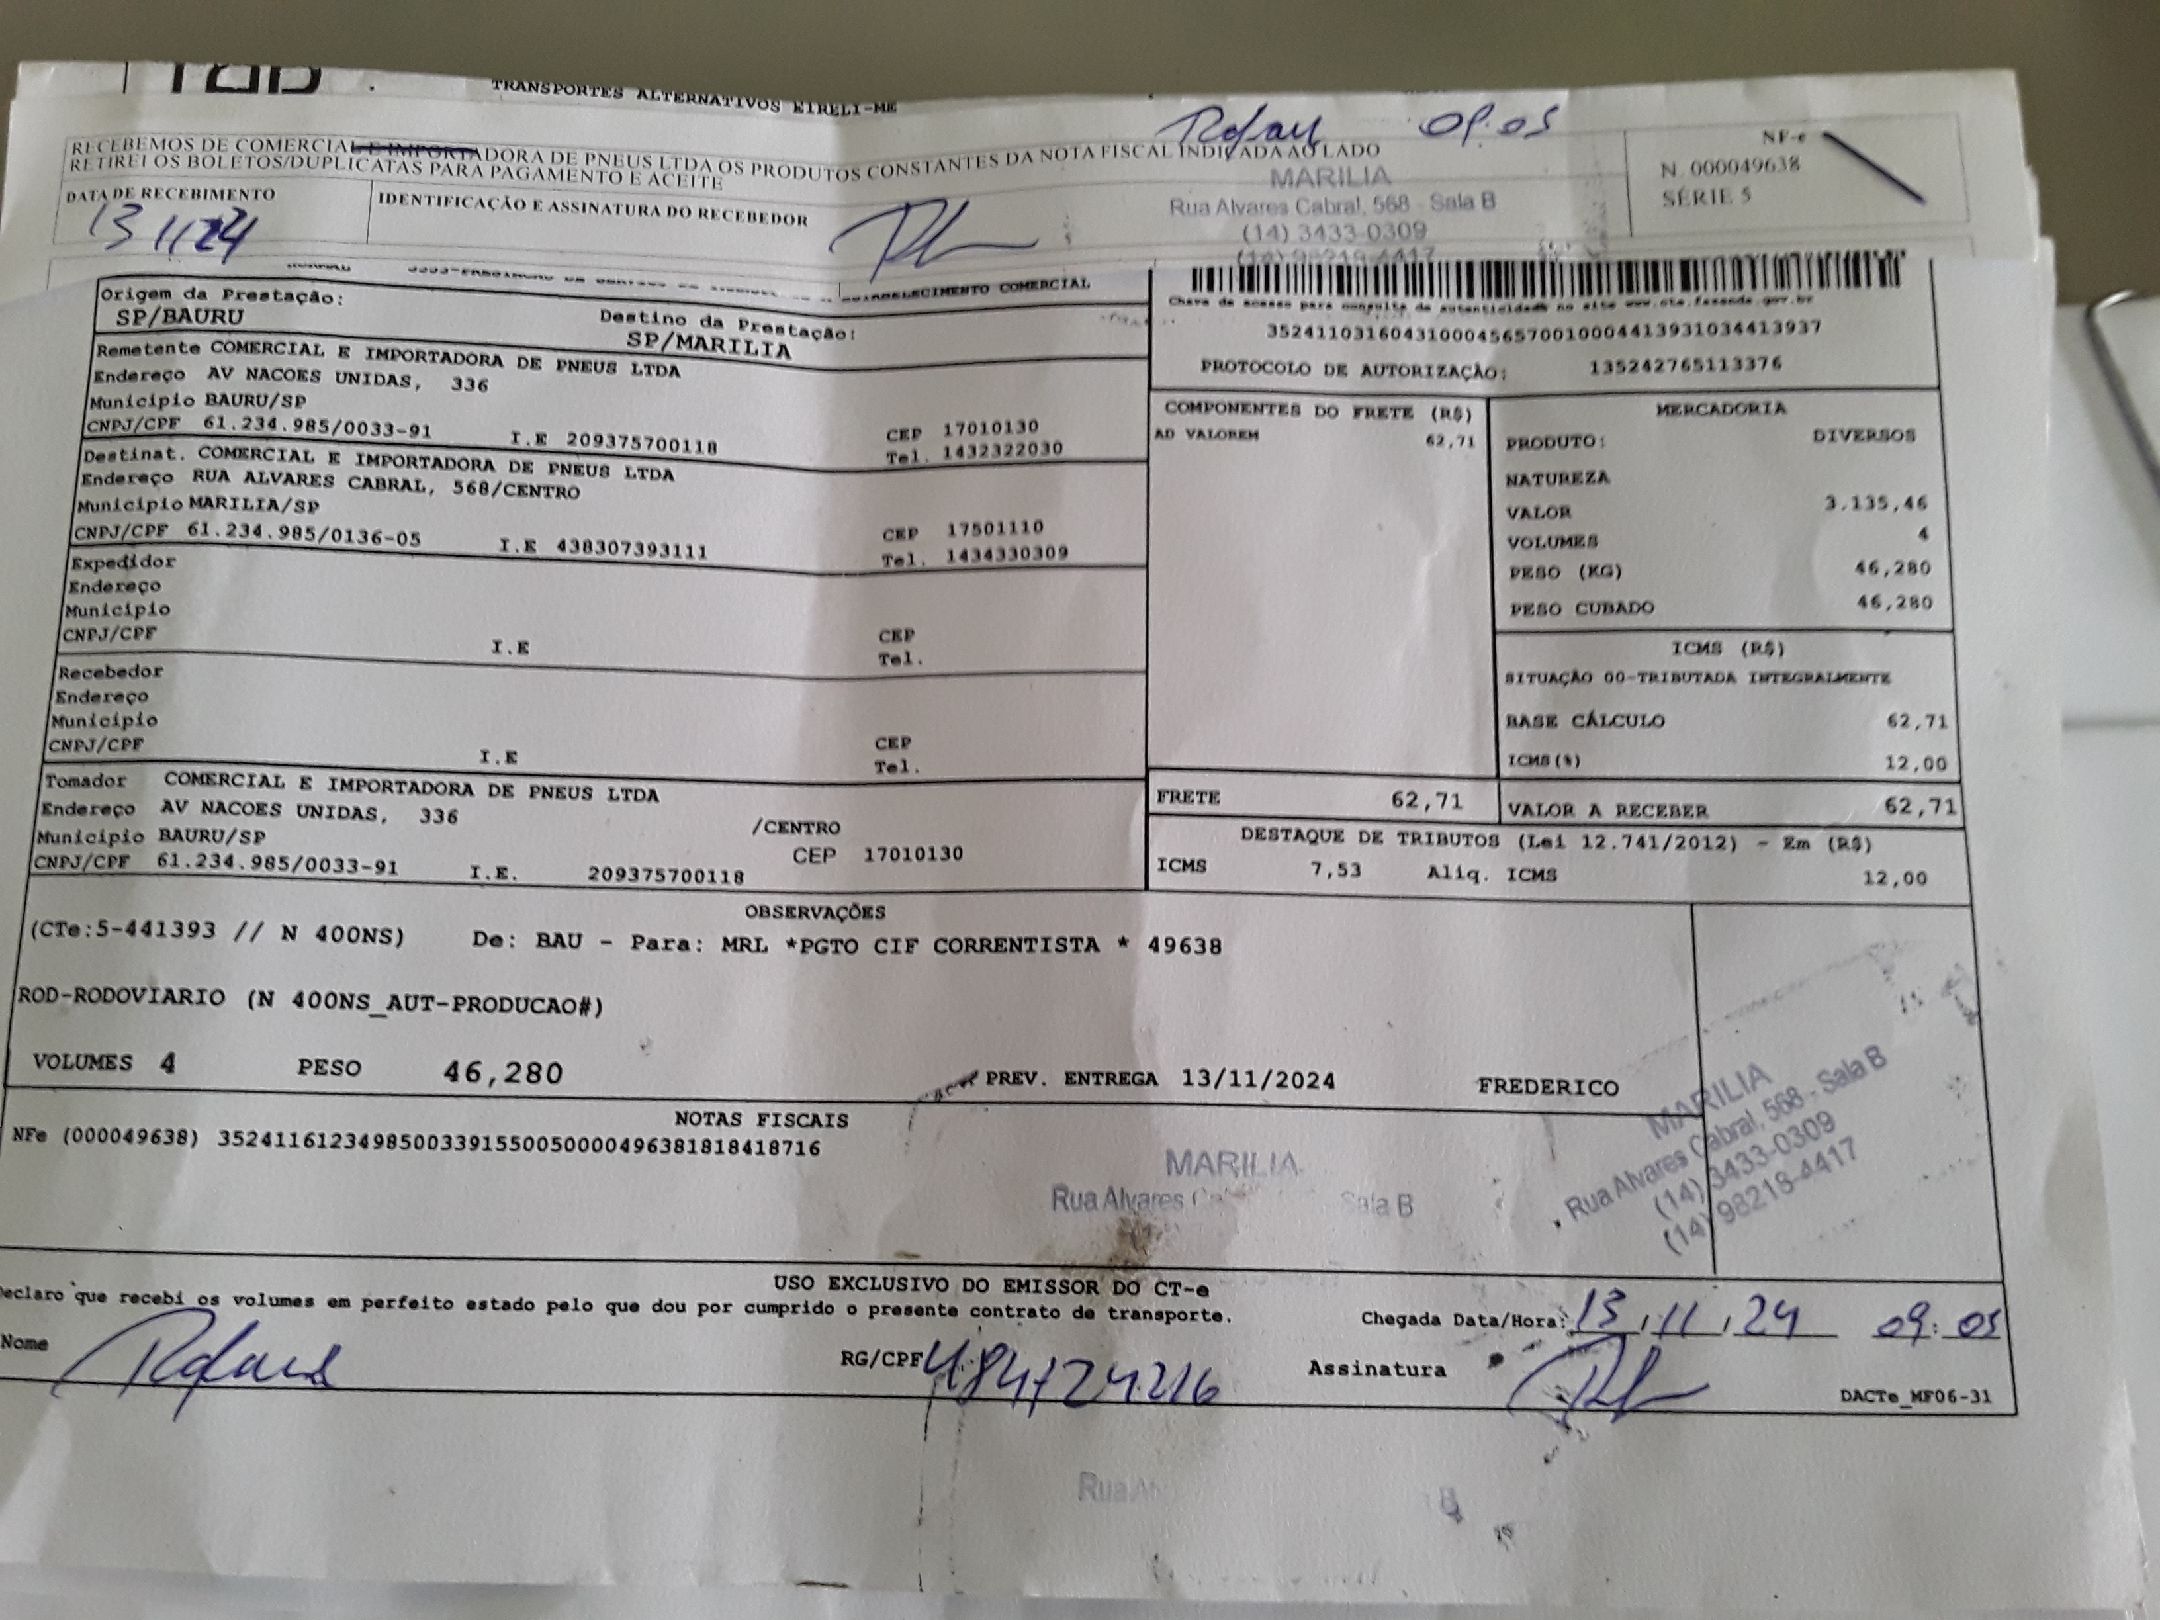 TRANSPORTES ALTERNATIVOS EIRELI-ME
09:05
RECEBEMOS DE COMERCIAL E IMPORTADORA DE PNEUS LTDA OS PRODUTOS CONSTANTES DA NOTA FISCAL INDICADA AO LADO
RETIREI OS BOLETOS/DUPLICATAS PARA PAGAMENTO E ACEITE
NF-e
N. 000049638
SÉRIE 5
DATA DE RECEBIMENTO
13 11 24
IDENTIFICAÇÃO E ASSINATURA DO RECEBEDOR
MARILIA
Rua Alvares Cabral, 568 - Sala B
(14) 3433-0309
(14) 98218-4417
ESTABELECIMENTO COMERCIAL
Origem da Prestação:
SP/BAURU
Destino da Prestação:
SP/MARILIA
Chave de acesso para consulta de autenticidade no site www.cte.fazenda.gov.br
35241103160431000456570010004413931034413937
PROTOCOLO DE AUTORIZAÇÃO: 135242765113376
Remetente COMERCIAL E IMPORTADORA DE PNEUS LTDA
Endereço AV NACOES UNIDAS, 336
Municipio BAURU/SP
CNPJ/CPF 61.234.985/0033-91 I.E 209375700118
CEP 17010130
Tel. 1432322030
Destinat. COMERCIAL E IMPORTADORA DE PNEUS LTDA
Endereço RUA ALVARES CABRAL, 568/CENTRO
Municipio MARILIA/SP
CNPJ/CPF 61.234.985/0136-05 I.E 438307393111
CEP 17501110
Tel. 1434330309
Expedidor
Endereço
Municipio
CNPJ/CPF I.E
CEP
Tel.
Recebedor
Endereço
Municipio
CNPJ/CPF I.E
CEP
Tel.
Tomador COMERCIAL E IMPORTADORA DE PNEUS LTDA
Endereço AV NACOES UNIDAS, 336 /CENTRO
Municipio BAURU/SP CEP 17010130
CNPJ/CPF 61.234.985/0033-91 I.E. 209375700118
COMPONENTES DO FRETE (R$)
AD VALOREM 62,71
MERCADORIA
PRODUTO: DIVERSOS
NATUREZA
VALOR 3.135,46
VOLUMES 4
PESO (KG) 46,280
PESO CUBADO 46,280
ICMS (R$)
SITUAÇÃO 00-TRIBUTADA INTEGRALMENTE
BASE CÁLCULO 62,71
ICMS(%) 12,00
FRETE 62,71
VALOR A RECEBER 62,71
DESTAQUE DE TRIBUTOS (Lei 12.741/2012) - Em (R$)
ICMS 7,53 Aliq. ICMS 12,00
OBSERVAÇÕES
(CTe:5-441393 // N 400NS) De: BAU - Para: MRL *PGTO CIF CORRENTISTA * 49638
ROD-RODOVIARIO (N 400NS_AUT-PRODUCAO#)
VOLUMES 4 PESO 46,280 PREV. ENTREGA 13/11/2024 FREDERICO
NOTAS FISCAIS
NFe (000049638) 35241161234985003391550050000496381818418716
MARILIA
Rua Alvares Sala B
MARILIA
Rua Alvares Cabral, 568 - Sala B
(14) 3433-0309
(14) 98218-4417
USO EXCLUSIVO DO EMISSOR DO CT-e
Declaro que recebi os volumes em perfeito estado pelo que dou por cumprido o presente contrato de transporte.
Chegada Data/Hora: 13, 11, 24 09:05
Nome
RG/CPF
Assinatura
DACTe_MF06-31